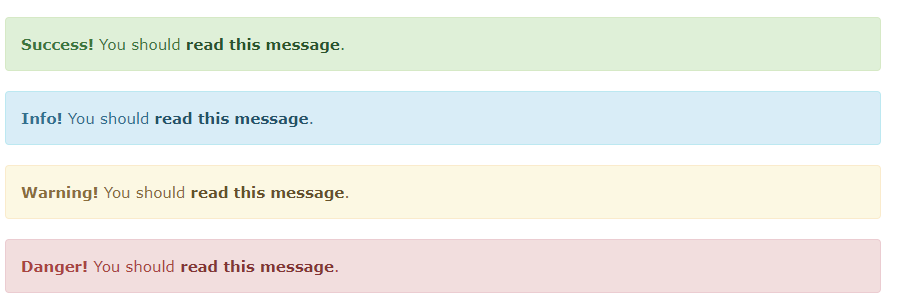 Success! You should read this message.
Info! You should read this message.
Warning! You should read this message.
Danger! You should read this message.